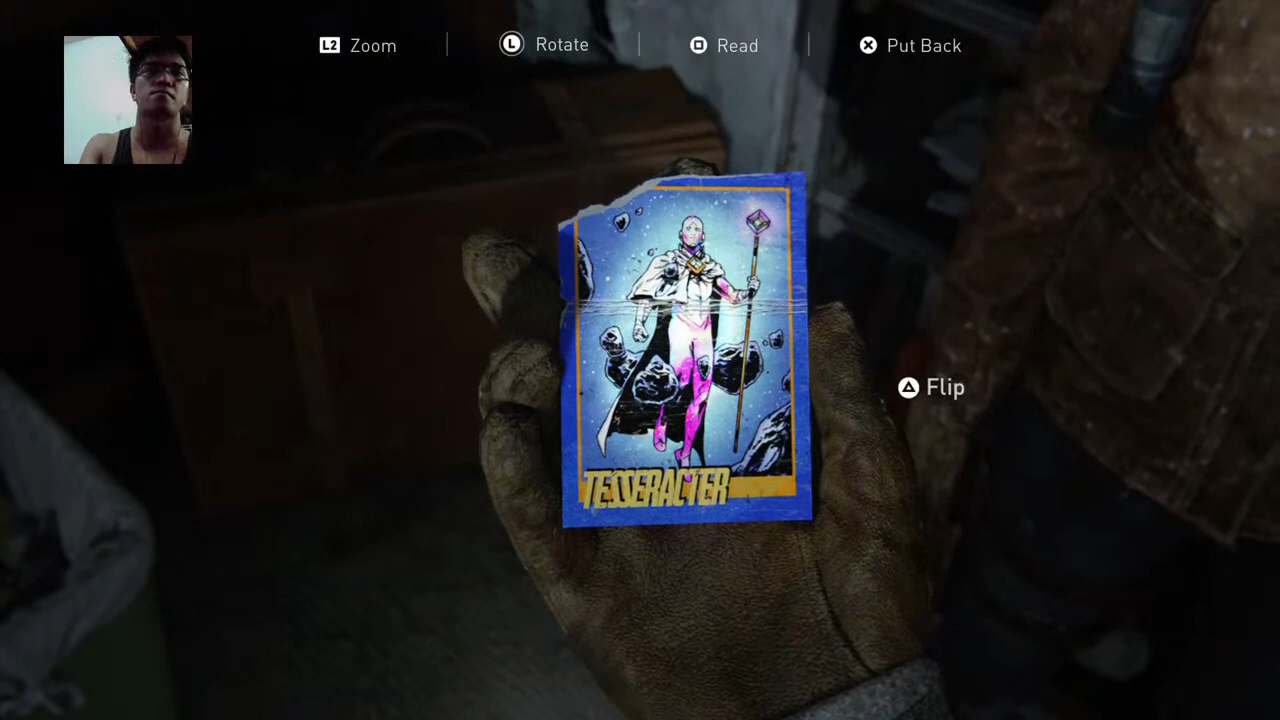 L2 Zoom
L Rotate
Read
Put Back
Flip
TESSERACTER